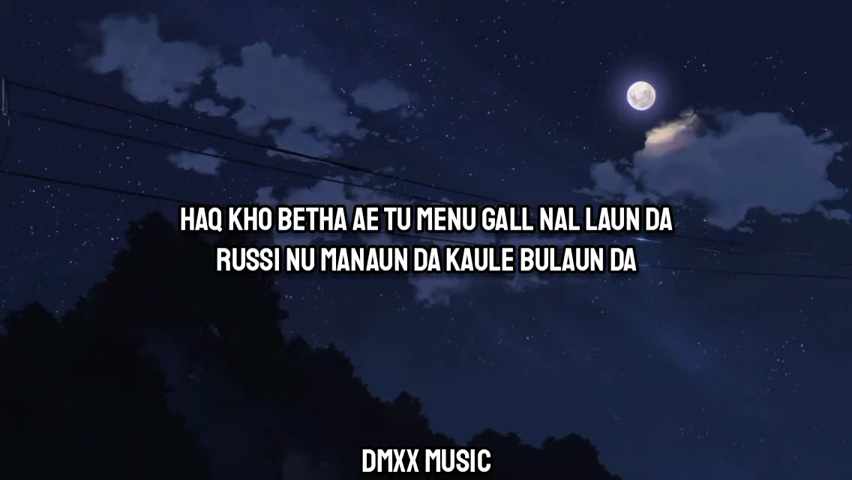 HAQ KHO BETHA AE TU MENU GALL NAL LAUN DA
RUSSI NU MANAUN DA KAULE BULAUN DA
DMXX MUSIC